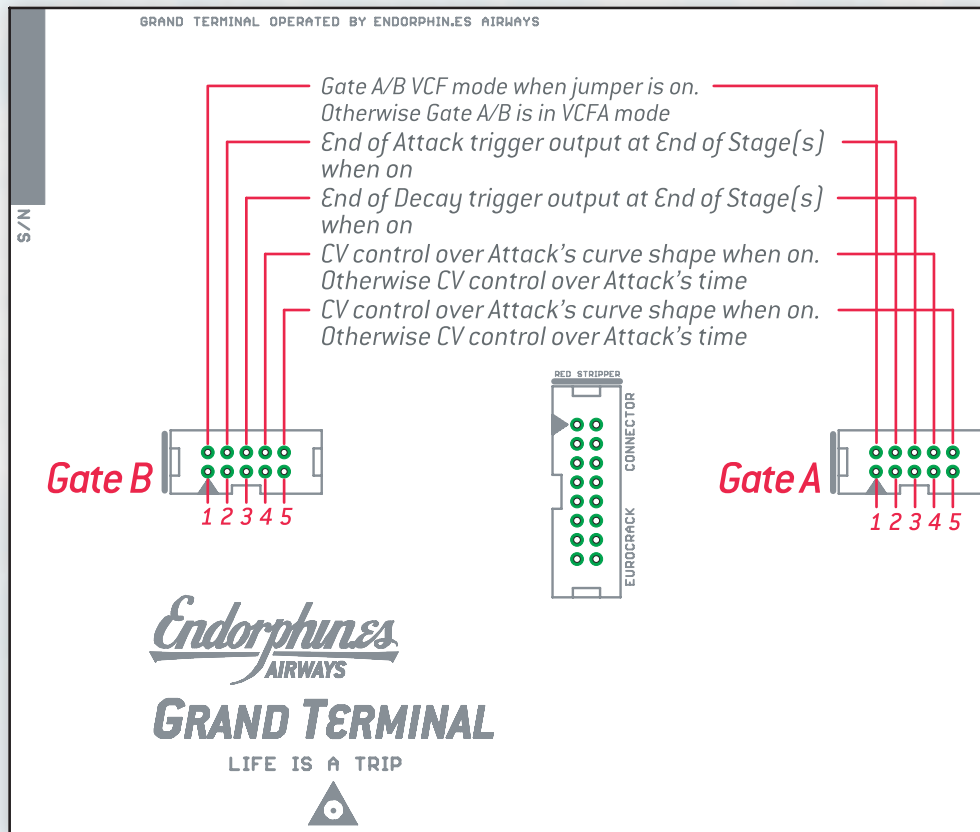 GRAND TERMINAL OPERATED BY ENDORPHIN.ES AIRWAYS
Gate A/B VCF mode when jumper is on.
Otherwise Gate A/B is in VCFA mode
End of Attack trigger output at End of Stage(s)
when on
End of Decay trigger output at End of Stage(s)
when on
CV control over Attack's curve shape when on.
Otherwise CV control over Attack's time
CV control over Attack's curve shape when on.
Otherwise CV control over Attack's time
S/N
RED STRIPPER
EUROCRACK CONNECTOR
Gate B
1 2 3 4 5
Gate A
1 2 3 4 5
Endorphin.es
AIRWAYS
GRAND TERMINAL
LIFE IS A TRIP